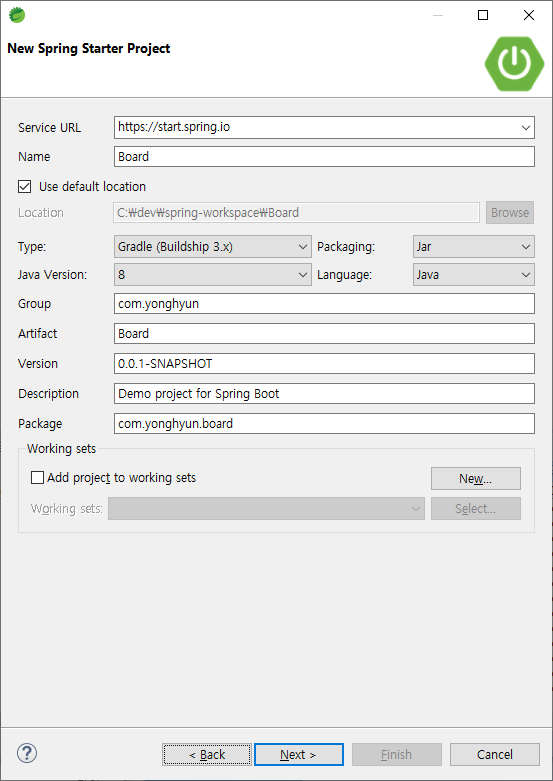 New Spring Starter Project
Service URL https://start.spring.io
Name Board
Use default location
Location C:₩dev₩spring-workspace₩Board Browse
Type: Gradle (Buildship 3.x) Packaging: Jar
Java Version: 8 Language: Java
Group com.yonghyun
Artifact Board
Version 0.0.1-SNAPSHOT
Description Demo project for Spring Boot
Package com.yonghyun.board
Working sets
Add project to working sets New...
Working sets: Select...
? < Back Next > Finish Cancel